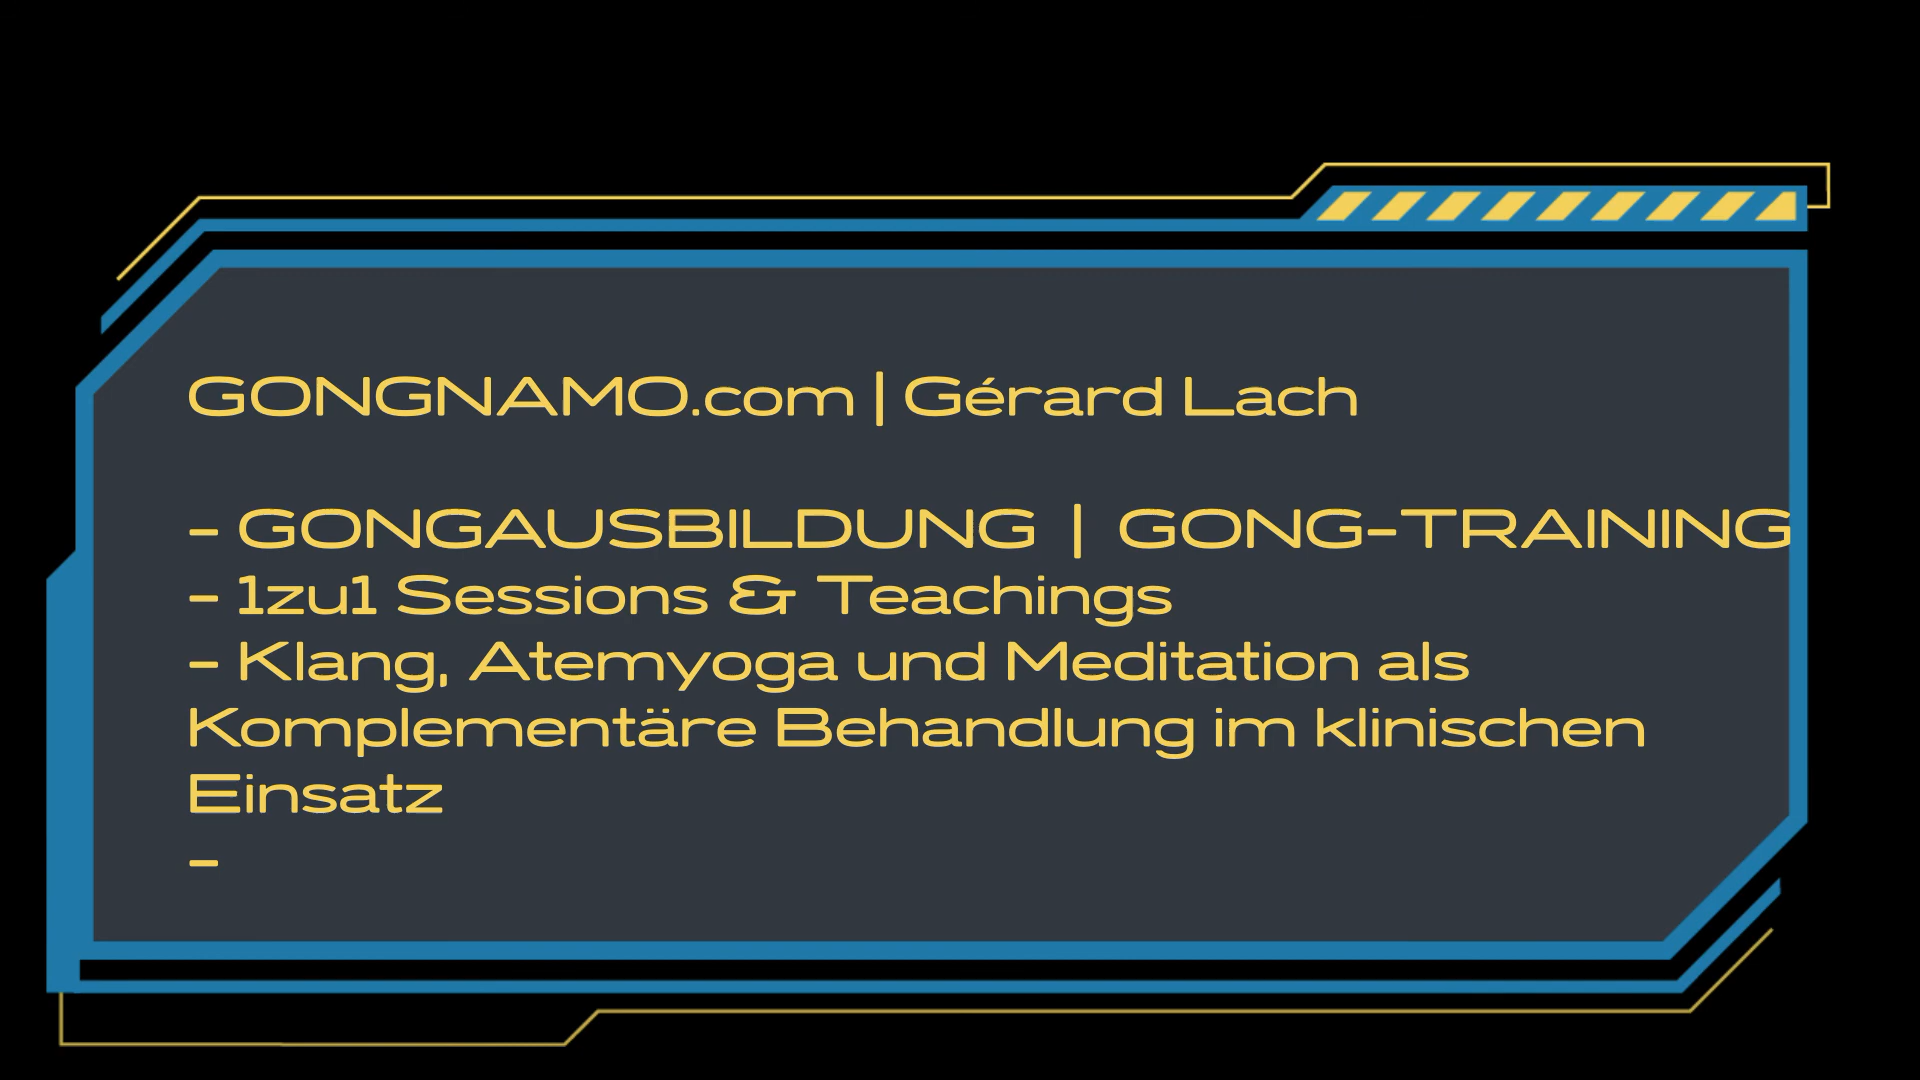 GONGNAMO.com | Gérard Lach
- GONGAUSBILDUNG | GONG-TRAINING
- 1zu1 Sessions & Teachings
- Klang, Atemyoga und Meditation als
Komplementäre Behandlung im klinischen
Einsatz
-